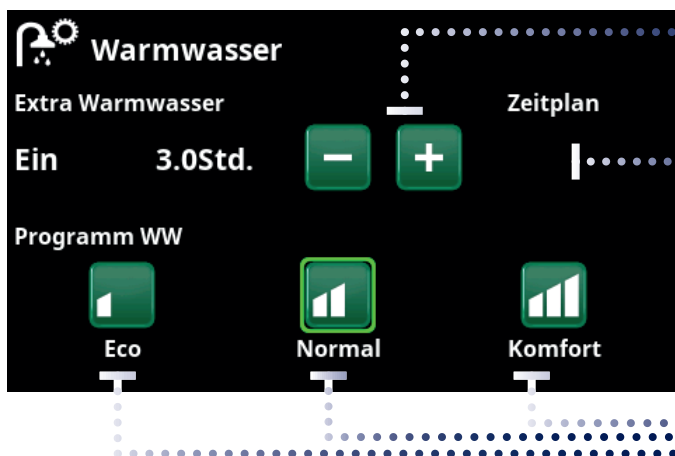 Warmwasser
Extra Warmwasser Zeitplan
Ein 3.0Std. − +
Programm WW
Eco Normal Komfort